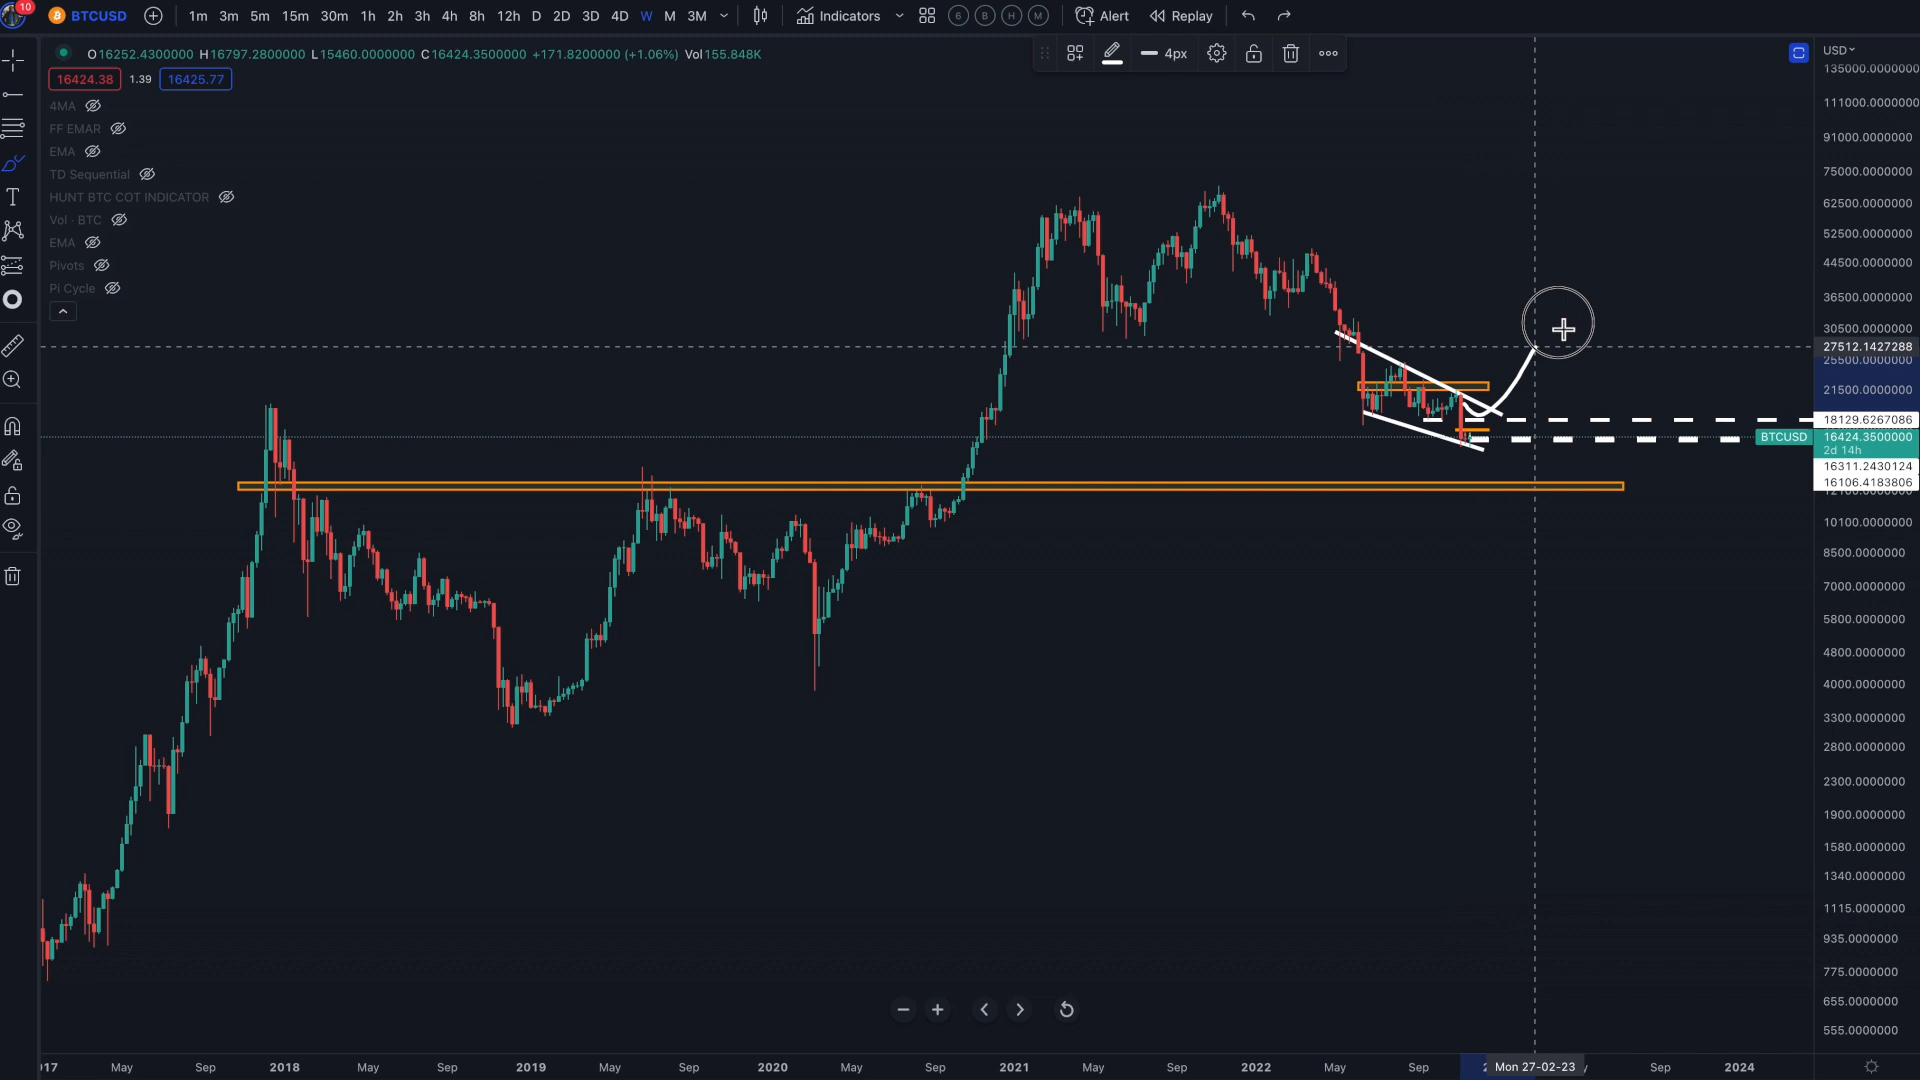 10
BTCUSD 1m 3m 5m 15m 30m 1h 2h 3h 4h 8h 12h D 2D 3D 4D W M 3M Indicators 6 B H M Alert Replay
O16252.4300000 H16797.2800000 L15460.0000000 C16424.3500000 +171.8200000 (+1.06%) Vol155.848K
4px
USD
16424.38 1.39 16425.77
4MA
FF EMAR
EMA
TD Sequential
HUNT BTC COT INDICATOR
Vol · BTC
EMA
Pivots
Pi Cycle
T
135000.0000000
111000.0000000
91000.0000000
75000.0000000
62500.0000000
52500.0000000
44500.0000000
36500.0000000
30500.0000000
27512.1427288
25500.0000000
21500.0000000
18129.6267086
BTCUSD 16424.3500000
2d 14h
16311.2430124
16106.4183806
10100.0000000
8500.0000000
7000.0000000
5800.0000000
4800.0000000
4000.0000000
3300.0000000
2800.0000000
2300.0000000
1900.0000000
1580.0000000
1340.0000000
1115.0000000
935.0000000
775.0000000
655.0000000
555.0000000
17 May Sep 2018 May Sep 2019 May Sep 2020 May Sep 2021 May Sep 2022 May Sep Mon 27-02-23 Sep 2024